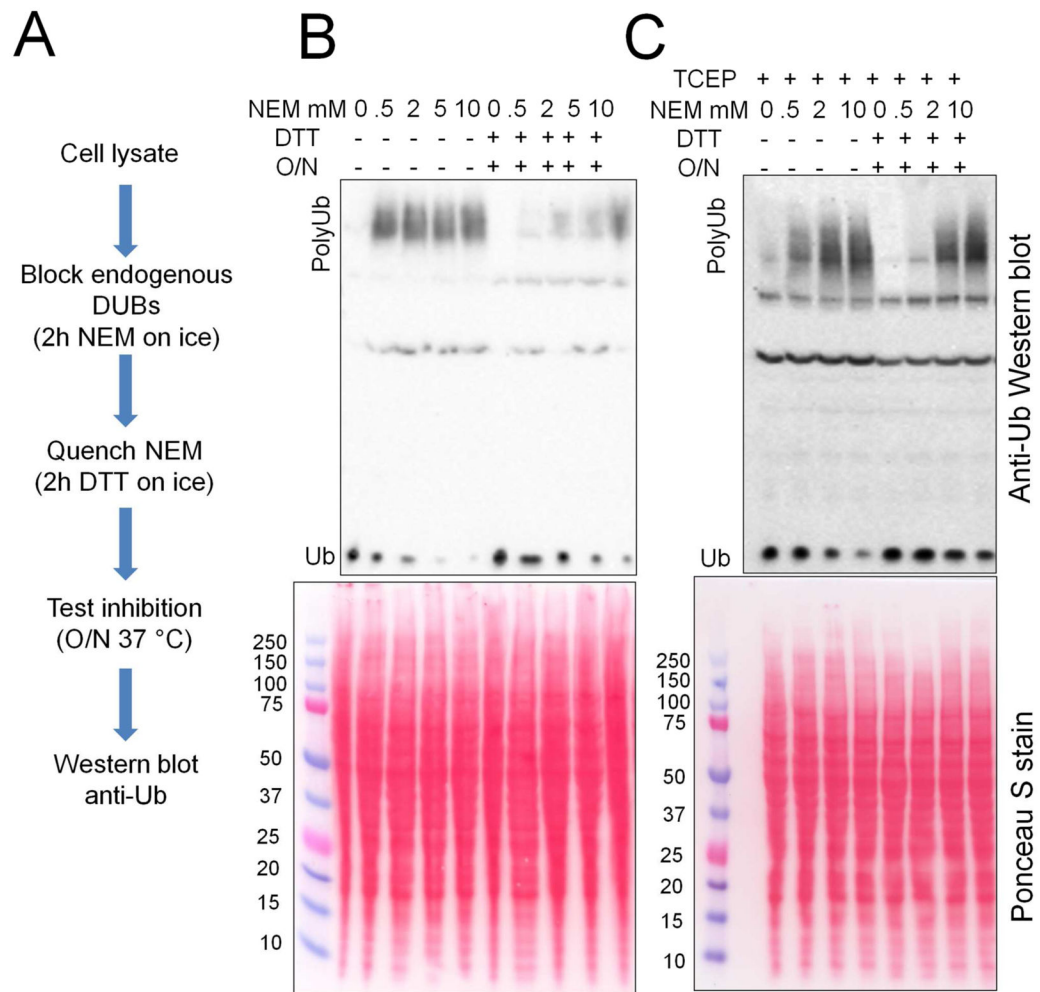 A
Cell lysate
Block endogenous
DUBs
(2h NEM on ice)
Quench NEM
(2h DTT on ice)
Test inhibition
(O/N 37 °C)
Western blot
anti-Ub
B
NEM mM 0 .5 2 5 10 0 .5 2 5 10
DTT - - - - - + + + + +
O/N - - - - - + + + + +
PolyUb
Ub
250
150
100
75
50
37
25
20
15
10
C
TCEP + + + + + + + +
NEM mM 0 .5 2 10 0 .5 2 10
DTT - - - - + + + +
O/N - - - - + + + +
PolyUb
Ub
Anti-Ub Western blot
250
150
100
75
50
37
25
20
15
10
Ponceau S stain